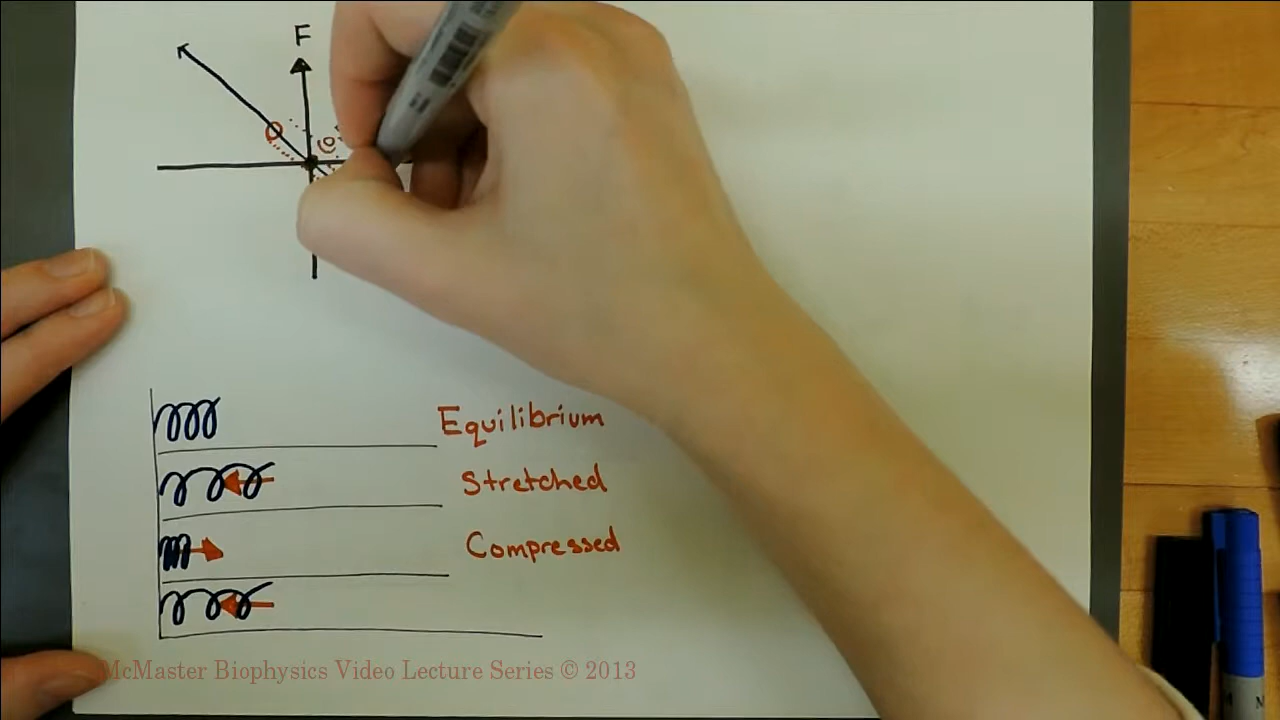 F
Equilibrium
Stretched
Compressed
McMaster Biophysics Video Lecture Series © 2013